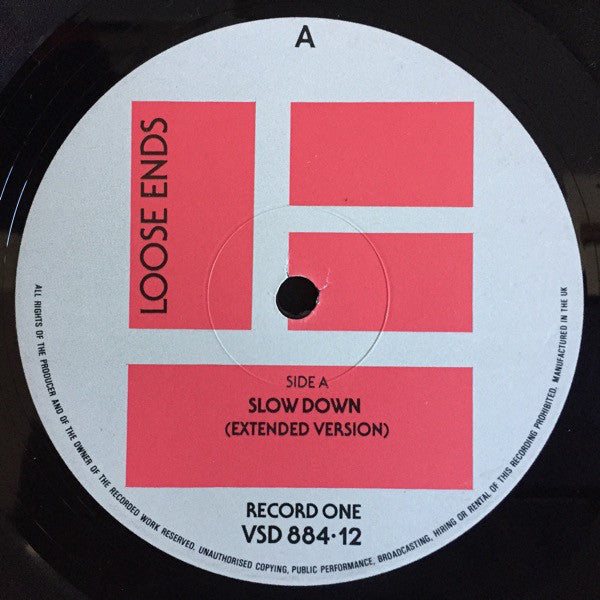 A
LOOSE ENDS
SIDE A
SLOW DOWN
(EXTENDED VERSION)
RECORD ONE
VSD 884·12
ALL RIGHTS OF THE PRODUCER AND OF THE OWNER OF THE RECORDED WORK RESERVED. UNAUTHORISED COPYING, PUBLIC PERFORMANCE, BROADCASTING, HIRING OR RENTAL OF THIS RECORDING PROHIBITED. MANUFACTURED IN THE UK